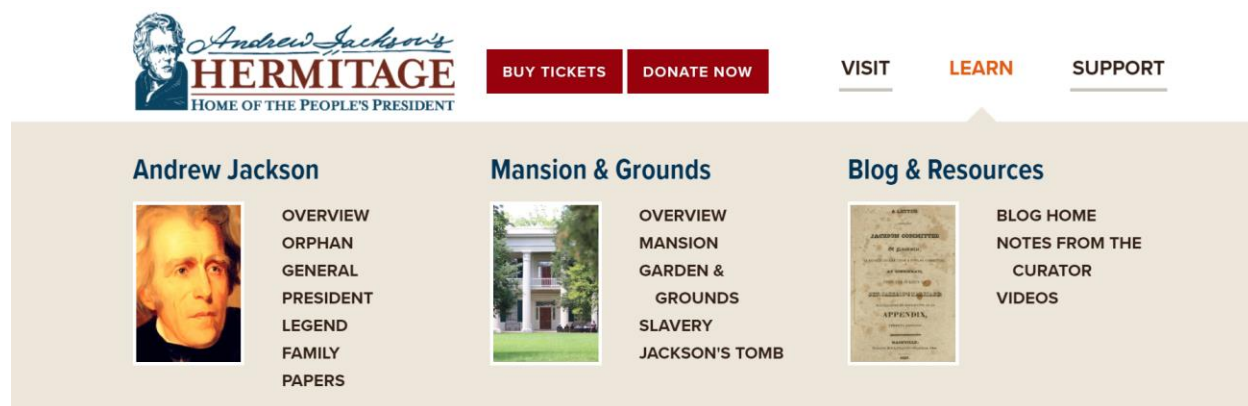 Andrew Jackson's
HERMITAGE
HOME OF THE PEOPLE'S PRESIDENT
BUY TICKETS
DONATE NOW
VISIT
LEARN
SUPPORT
Andrew Jackson
OVERVIEW
ORPHAN
GENERAL
PRESIDENT
LEGEND
FAMILY
PAPERS
Mansion & Grounds
OVERVIEW
MANSION
GARDEN &
GROUNDS
SLAVERY
JACKSON'S TOMB
Blog & Resources
A LETTER
JACKSON COMMITTEE
APPENDIX,
BLOG HOME
NOTES FROM THE
CURATOR
VIDEOS